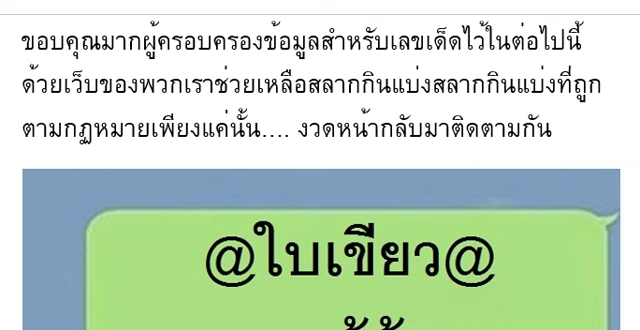 ขอบคุณมากผู้ครอบครองข้อมูลสำหรับเลขเด็ดไว้ในต่อไปนี้
ด้วยเว็บของพวกเราช่วยเหลือสลากกินแบ่งสลากกินแบ่งที่ถูก
ตามกฏหมายเพียงแค่นั้น.... งวดหน้ากลับมาติดตามกัน
@ใบเขียว@